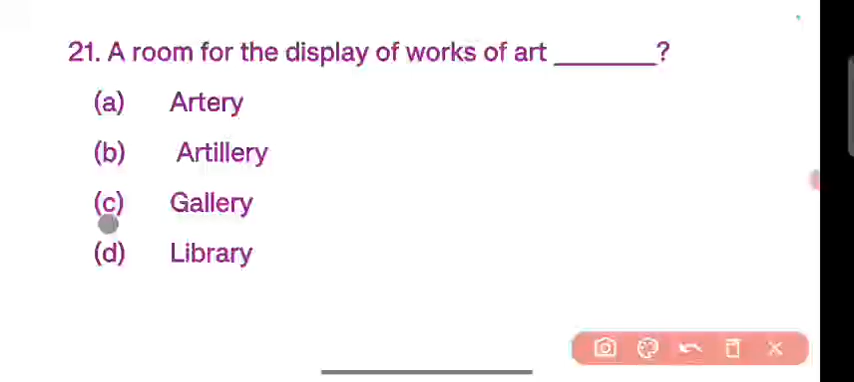 21. A room for the display of works of art ________?
(a) Artery
(b) Artillery
(c) Gallery
(d) Library